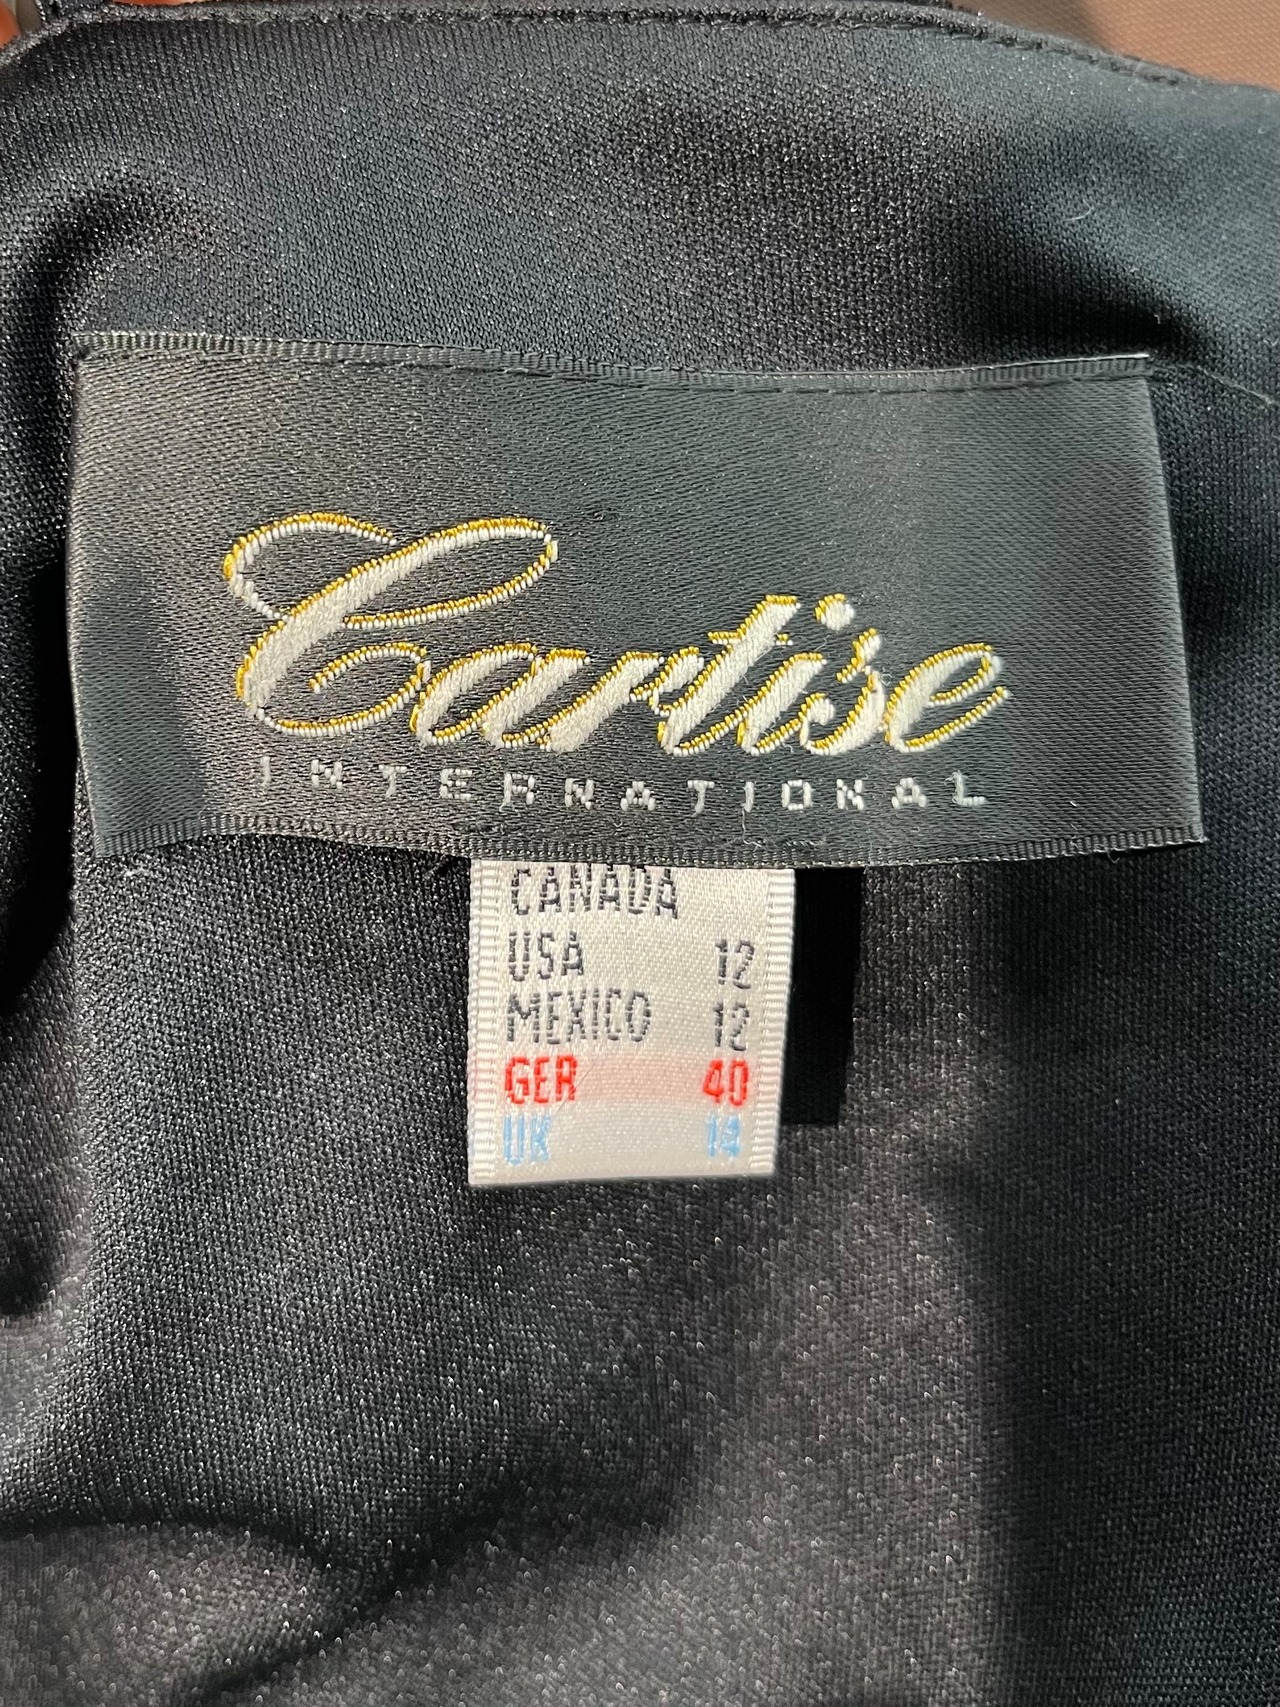 Cartise
INTERNATIONAL
CANADA
USA 12
MEXICO 12
GER 40
UK 14